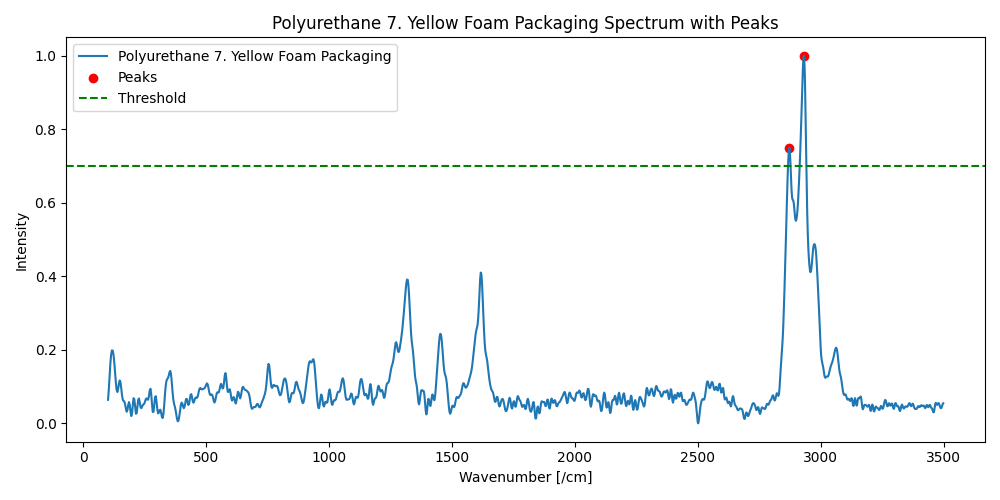 Polyurethane 7. Yellow Foam Packaging Spectrum with Peaks
Polyurethane 7. Yellow Foam Packaging
Peaks
Threshold
1.0
0.8
0.6
0.4
0.2
0.0
Intensity
0 500 1000 1500 2000 2500 3000 3500
Wavenumber [/cm]